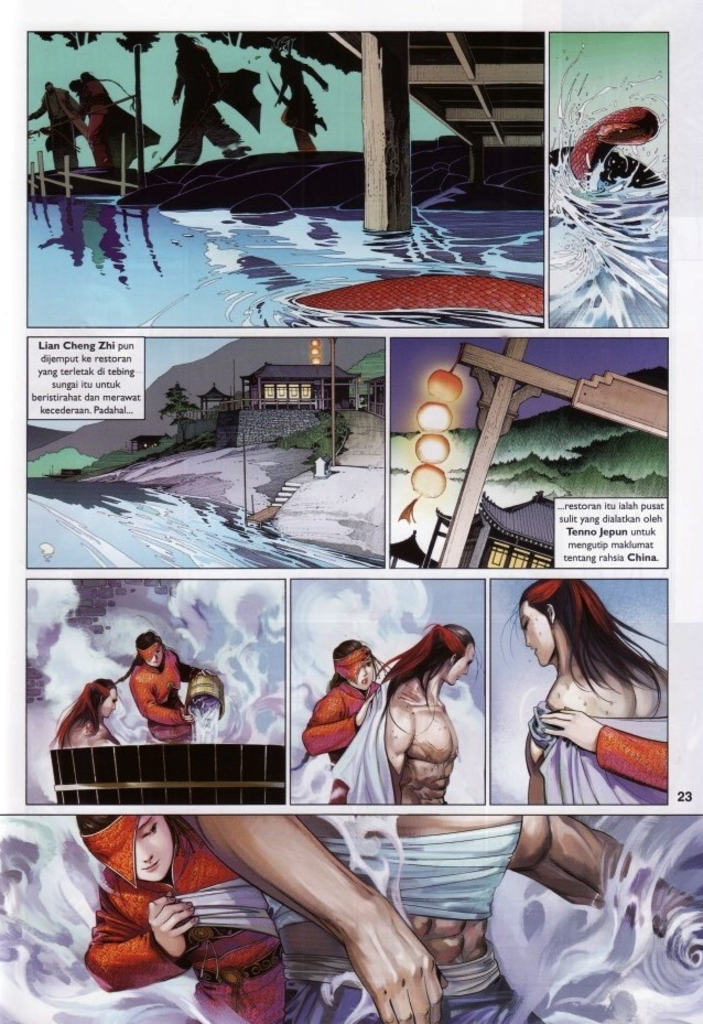 Lian Cheng Zhi pun
dijemput ke restoran
yang terletak di tebing
sungai itu untuk
beristirahat dan merawat
kecederaan. Padahal...
...restoran itu ialah pusat
sulit yang dialatkan oleh
Tenno Jepun untuk
mengutip maklumat
tentang rahsia China.
23